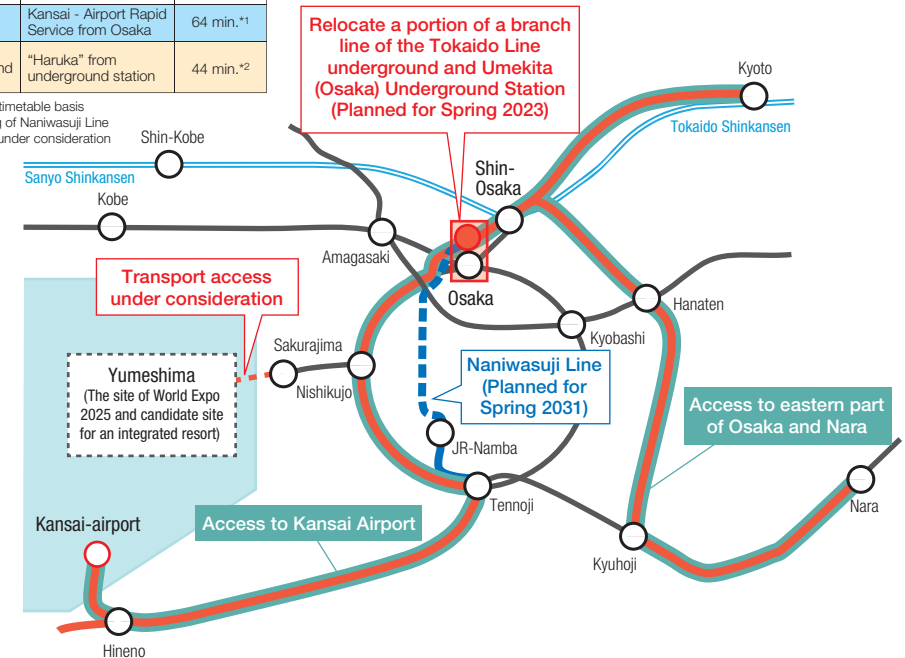 Kansai - Airport Rapid
Service from Osaka
64 min.*1
"Haruka" from
underground station
44 min.*2
timetable basis
of Naniwasuji Line
under consideration
Relocate a portion of a branch
line of the Tokaido Line
underground and Umekita
(Osaka) Underground Station
(Planned for Spring 2023)
Kyoto
Tokaido Shinkansen
Shin-Kobe
Sanyo Shinkansen
Shin-
Osaka
Kobe
Amagasaki
Osaka
Hanaten
Kyobashi
Transport access
under consideration
Sakurajima
Nishikujo
Yumeshima
(The site of World Expo
2025 and candidate site
for an integrated resort)
Naniwasuji Line
(Planned for
Spring 2031)
Access to eastern part
of Osaka and Nara
JR-Namba
Tennoji
Nara
Kansai-airport
Access to Kansai Airport
Kyuhoji
Hineno